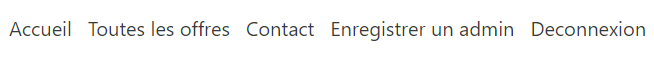 Accueil Toutes les offres Contact Enregistrer un admin Deconnexion